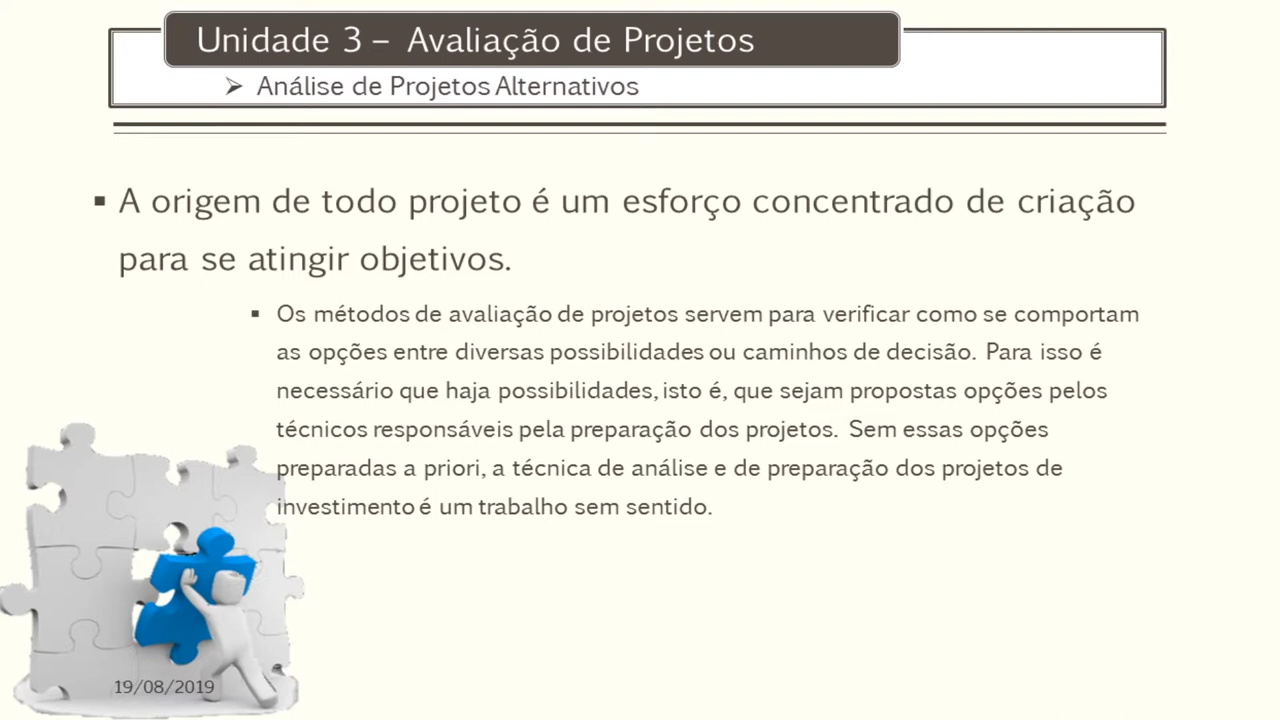 Unidade 3 – Avaliação de Projetos
➢ Análise de Projetos Alternativos
▪ A origem de todo projeto é um esforço concentrado de criação
para se atingir objetivos.
▪ Os métodos de avaliação de projetos servem para verificar como se comportam
as opções entre diversas possibilidades ou caminhos de decisão. Para isso é
necessário que haja possibilidades, isto é, que sejam propostas opções pelos
técnicos responsáveis pela preparação dos projetos. Sem essas opções
preparadas a priori, a técnica de análise e de preparação dos projetos de
investimento é um trabalho sem sentido.
19/08/2019